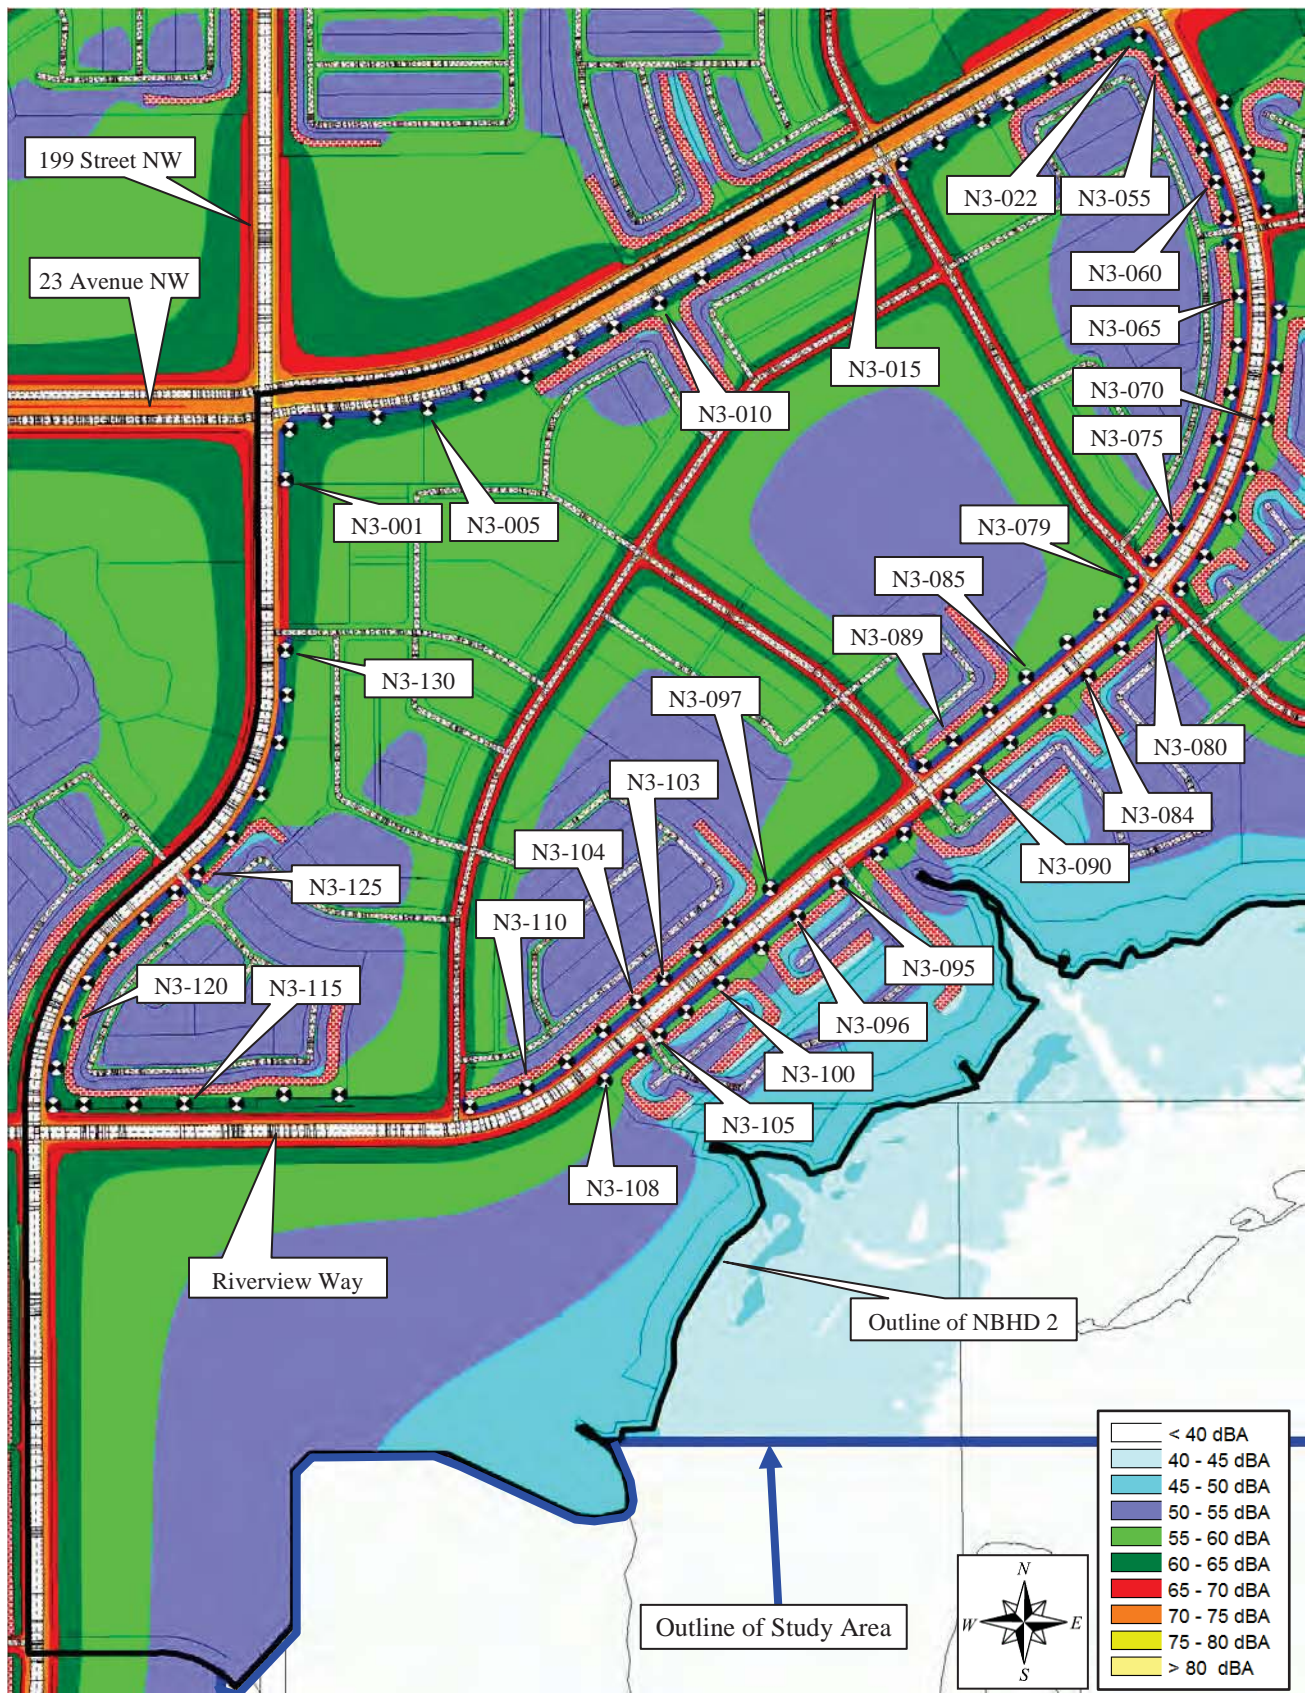 199 Street NW
N3-022
N3-055
23 Avenue NW
N3-060
N3-065
N3-015
N3-070
N3-010
N3-075
N3-001
N3-005
N3-079
N3-085
N3-089
N3-130
N3-097
N3-080
N3-103
N3-084
N3-104
N3-090
N3-125
N3-110
N3-095
N3-120
N3-115
N3-096
N3-100
N3-105
N3-108
Riverview Way
Outline of NBHD 2
Outline of Study Area
N
W
E
S
< 40 dBA
40 - 45 dBA
45 - 50 dBA
50 - 55 dBA
55 - 60 dBA
60 - 65 dBA
65 - 70 dBA
70 - 75 dBA
75 - 80 dBA
> 80 dBA